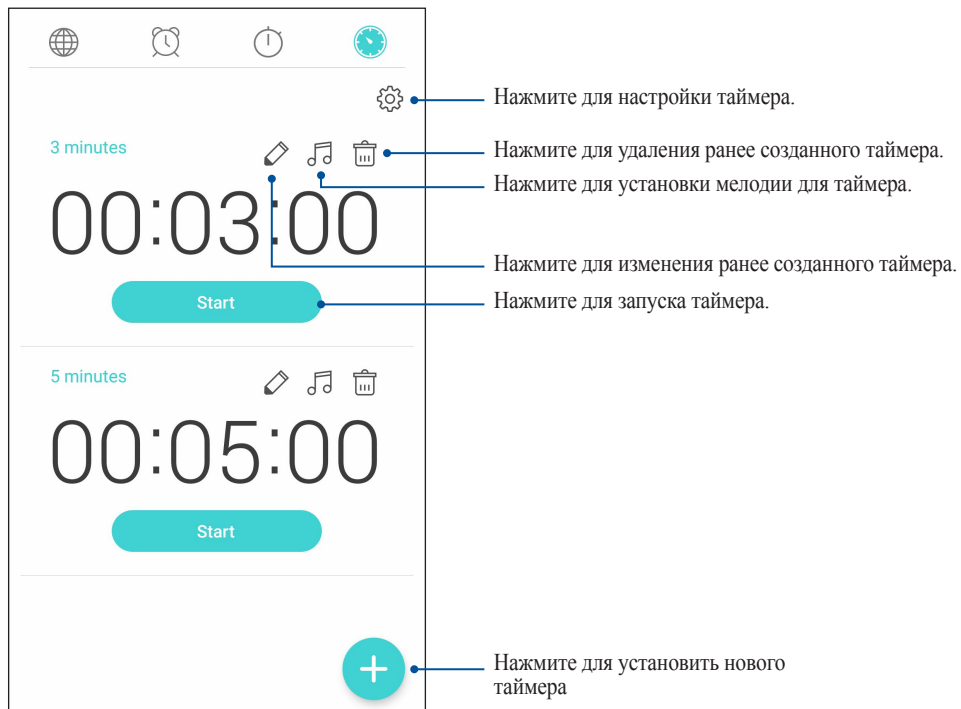 Нажмите для настройки таймера.
3 minutes
Нажмите для удаления ранее созданного таймера.
Нажмите для установки мелодии для таймера.
00:03:00
Нажмите для изменения ранее созданного таймера.
Start
Нажмите для запуска таймера.
5 minutes
00:05:00
Start
Нажмите для установить нового
таймера